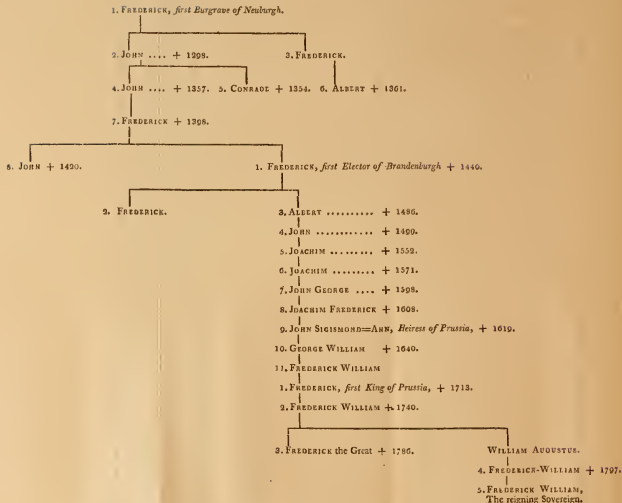 1. FREDERICK, first Burgrave of Neuburgh.
2. JOHN .... + 1298. 3. FREDERICK.
4. JOHN .... + 1357. 5. CONRADE + 1354. 6. ALBERT + 1361.
7. FREDERICK + 1398.
8. JOHN + 1420. 1. FREDERICK, first Elector of Brandenburgh + 1440.
2. FREDERICK. 3. ALBERT .......... + 1486.
4. JOHN ............ + 1499.
5. JOACHIM ......... + 1552.
6. JOACHIM ......... + 1571.
7. JOHN GEORGE .... + 1598.
8. JOACHIM FREDERICK + 1608.
9. JOHN SIGISMOND=ANN, Heiress of Prussia, + 1619.
10. GEORGE WILLIAM + 1640.
11. FREDERICK WILLIAM
1. FREDERICK, first King of Prussia, + 1713.
2. FREDERICK WILLIAM + 1740.
3. FREDERICK the Great + 1786. WILLIAM AUGUSTUS.
4. FREDERICK-WILLIAM + 1797.
5. FREDERICK WILLIAM,
The reigning Sovereign.